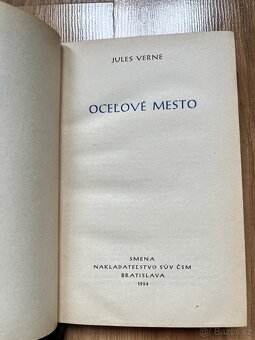 JULES VERNE
OCEĽOVÉ MESTO
SMENA
NAKLADATEĽSTVO SÚV ČSM
BRATISLAVA
1954